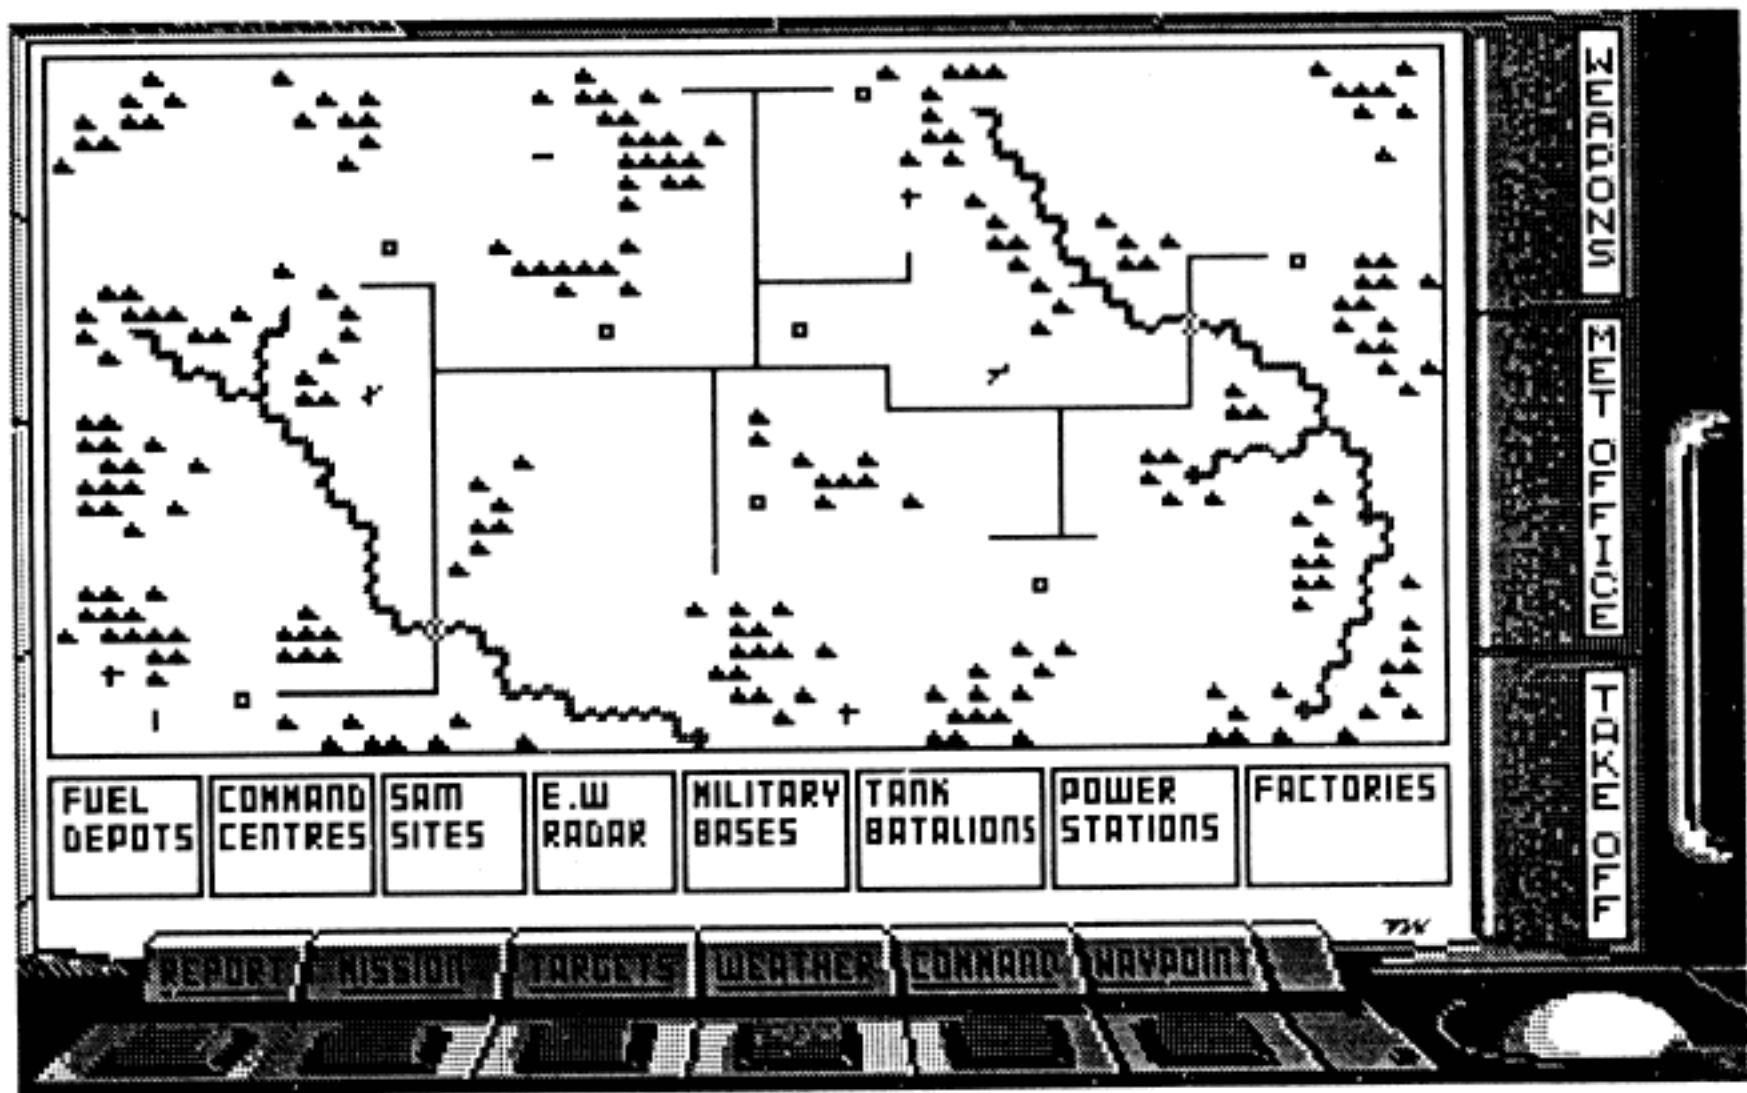 FUEL
DEPOTS
COMMAND
CENTRES
SAM
SITES
E.W
RADAR
MILITARY
BASES
TANK
BATALIONS
POWER
STATIONS
FACTORIES
REPORT
MISSION
TARGETS
WEATHER
COMMAND
WAYPOINT
WEAPONS
MET OFFICE
TAKE OFF